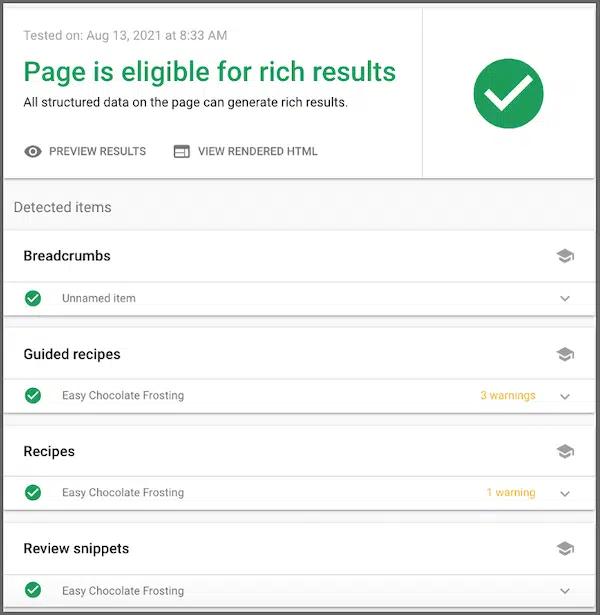 Tested on: Aug 13, 2021 at 8:33 AM
Page is eligible for rich results
All structured data on the page can generate rich results.
PREVIEW RESULTS VIEW RENDERED HTML
Detected items
Breadcrumbs
Unnamed item
Guided recipes
Easy Chocolate Frosting 3 warnings
Recipes
Easy Chocolate Frosting 1 warning
Review snippets
Easy Chocolate Frosting